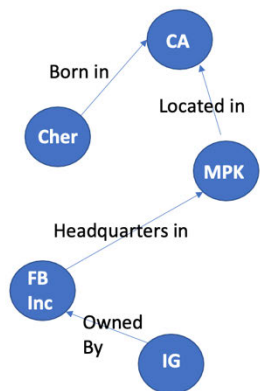 CA
Born in
Located in
Cher
MPK
Headquarters in
FB
Inc
Owned
By
IG